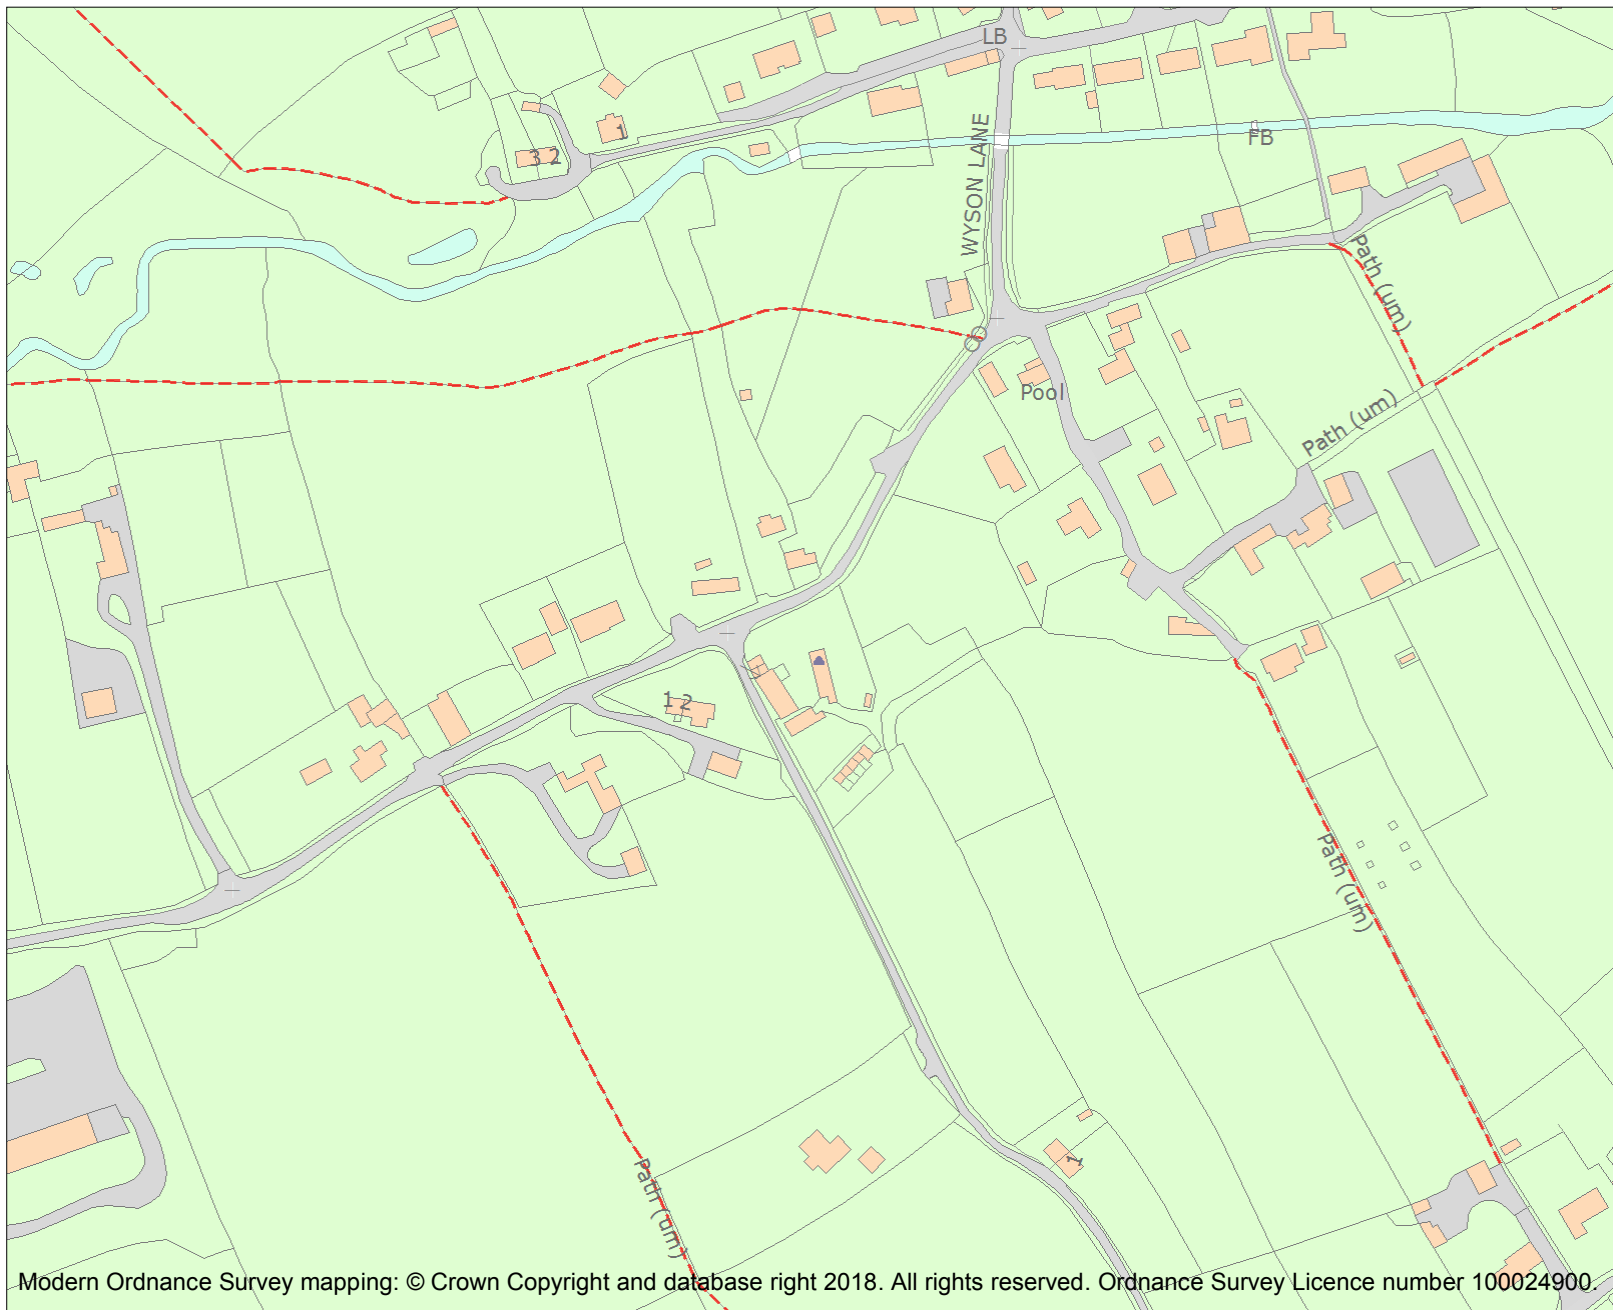 LB
1
3 2
WYSON LANE
FB
Path (um)
Pool
Path (um)
1 2
Path (um)
1
Path (um)
Modern Ordnance Survey mapping: © Crown Copyright and database right 2018. All rights reserved. Ordnance Survey Licence number 100024900.